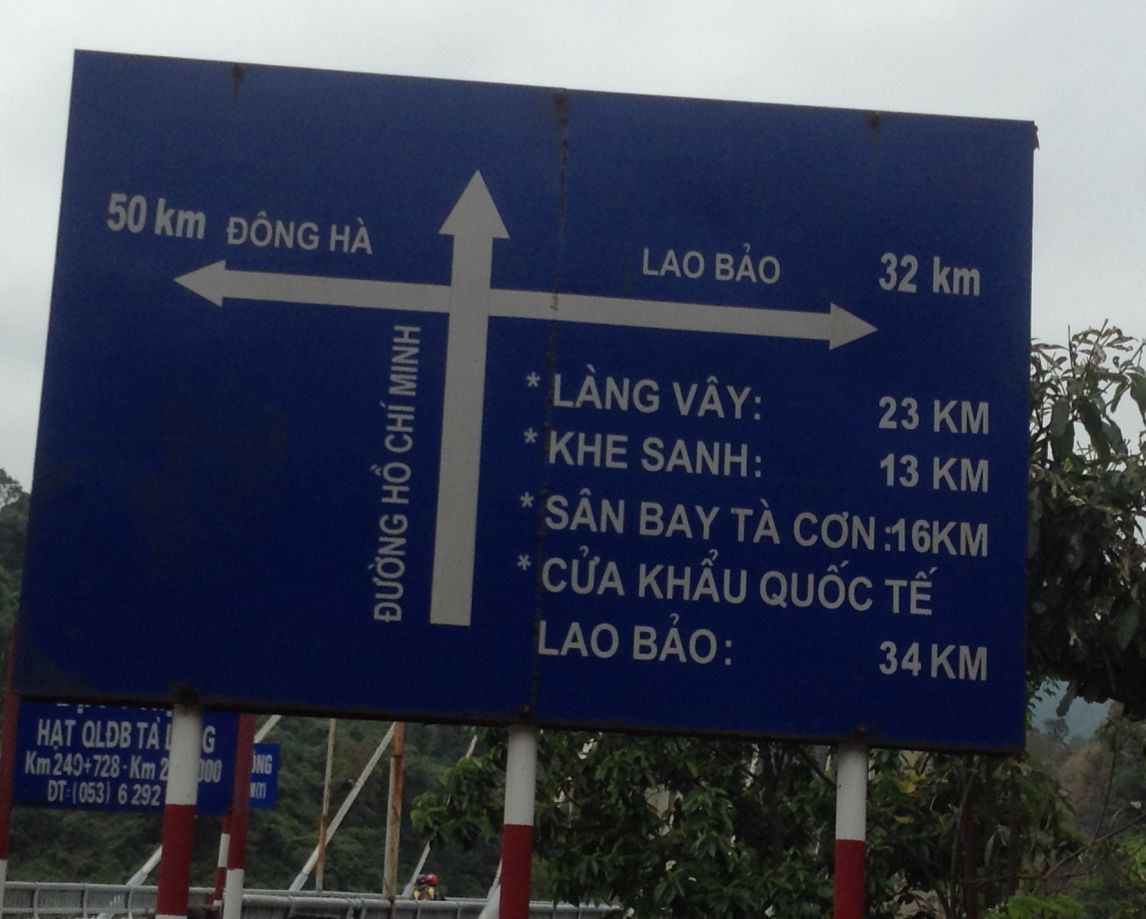 50 km ĐÔNG HÀ
LAO BẢO 32 km
ĐƯỜNG HỒ CHÍ MINH
* LÀNG VÂY: 23 KM
* KHE SANH: 13 KM
* SÂN BAY TÀ CƠN: 16KM
* CỬA KHẨU QUỐC TẾ
LAO BẢO: 34 KM
HẠT QLĐB TÀ
Km 249+728 - Km
ĐT: (053) 6 292